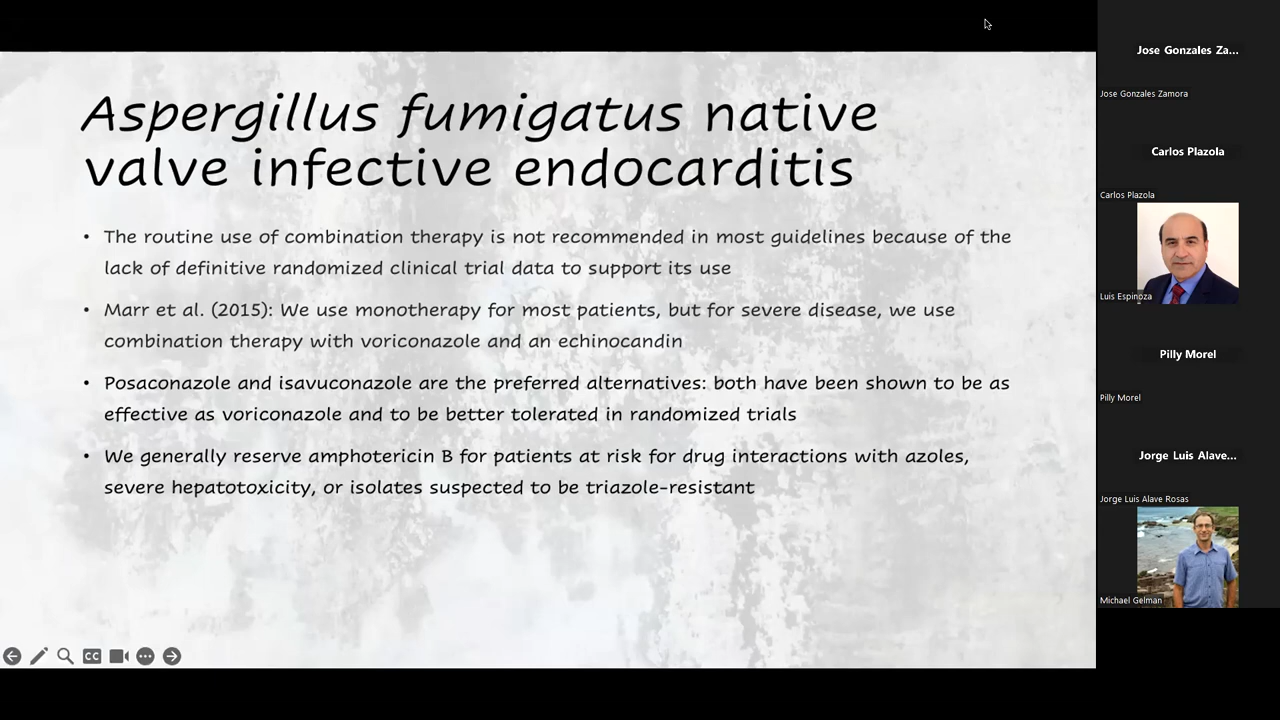 Aspergillus fumigatus native
valve infective endocarditis
• The routine use of combination therapy is not recommended in most guidelines because of the
lack of definitive randomized clinical trial data to support its use
• Marr et al. (2015): We use monotherapy for most patients, but for severe disease, we use
combination therapy with voriconazole and an echinocandin
• Posaconazole and isavuconazole are the preferred alternatives: both have been shown to be as
effective as voriconazole and to be better tolerated in randomized trials
• We generally reserve amphotericin B for patients at risk for drug interactions with azoles,
severe hepatotoxicity, or isolates suspected to be triazole-resistant
CC
Jose Gonzales Za...
Jose Gonzales Zamora
Carlos Plazola
Carlos Plazola
Luis Espinoza
Pilly Morel
Pilly Morel
Jorge Luis Alave...
Jorge Luis Alave Rosas
Michael Gelman